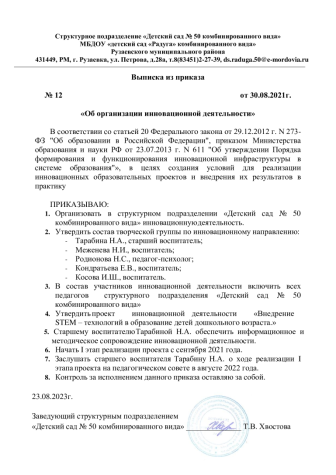 Структурное подразделение «Детский сад № 50 комбинированного вида»
МБДОУ «детский сад «Радуга» комбинированного вида»
Рузаевского муниципального района
431449, РМ, г. Рузаевка, ул. Петрова, д.28а, т.8(83451)2-27-39, ds.raduga.50@e-mordovia.ru
Выписка из приказа
№ 12 от 30.08.2021г.
«Об организации инновационной деятельности»
В соответствии со статьей 20 Федерального закона от 29.12.2012 г. N 273-
ФЗ "Об образовании в Российской Федерации", приказом Министерства
образования и науки РФ от 23.07.2013 г. N 611 "Об утверждении Порядка
формирования и функционирования инновационной инфраструктуры в
системе образования"», в целях создания условий для реализации
инновационных образовательных проектов и внедрения их результатов в
практику
ПРИКАЗЫВАЮ:
1. Организовать в структурном подразделении «Детский сад № 50
комбинированного вида» инновационнуюдеятельность.
2. Утвердить состав творческой группы по инновационному направлению:
- Тарабина Н.А., старший воспитатель;
- Меженева Н.И., воспитатель;
- Родионова Н.С., педагог-психолог;
- Кондратьева Е.В., воспитатель;
- Косова И.Ш., воспитатель.
3. В состав участников инновационной деятельности включить всех
педагогов структурного подразделения «Детский сад № 50
комбинированного вида»
4. Утвердить проект инновационной деятельности «Внедрение
STEM – технологий в образование детей дошкольного возраста.»
5. Старшему воспитателю Тарабиной Н.А. обеспечить информационное и
методическое сопровождение инновационной деятельности.
6. Начать I этап реализации проекта с сентября 2021 года.
7. Заслушать старшего воспитателя Тарабину Н.А. о ходе реализации I
этапа проекта на педагогическом совете в августе 2022 года.
8. Контроль за исполнением данного приказа оставляю за собой.
23.08.2023г.
Заведующий структурным подразделением
«Детский сад № 50 комбинированного вида» Т.В. Хвостова